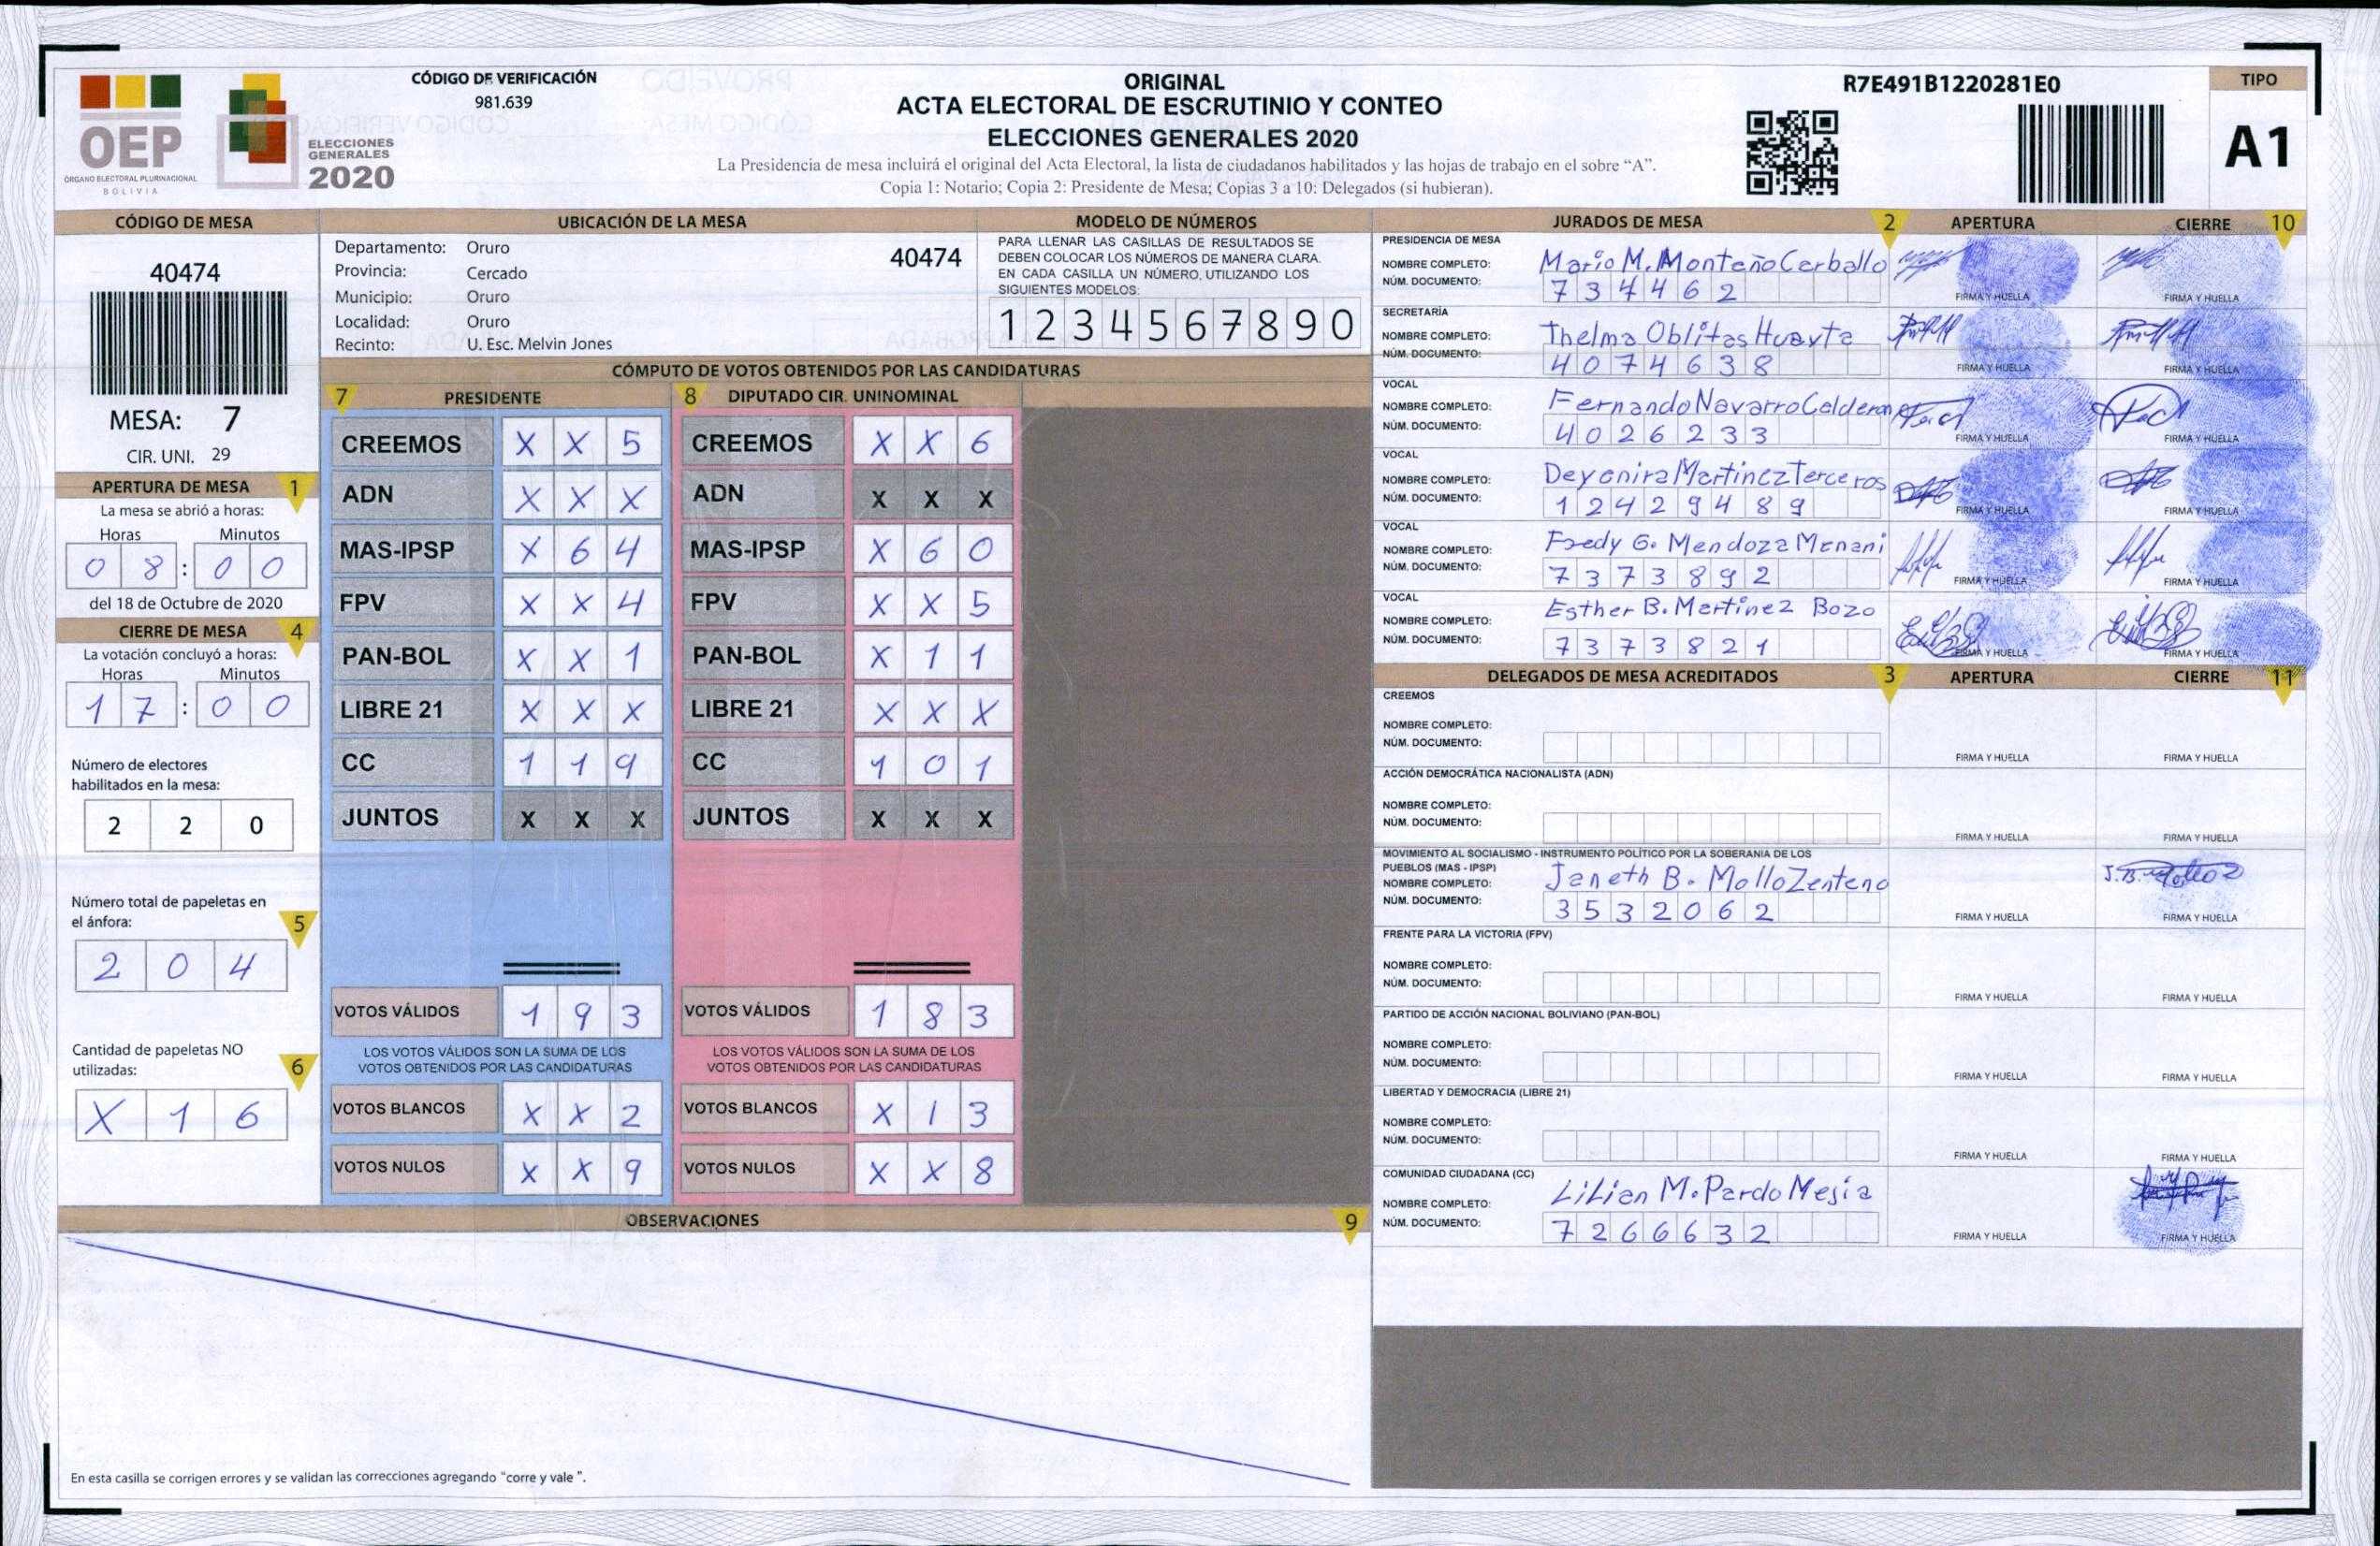 OEP
ÓRGANO ELECTORAL PLURINACIONAL
BOLIVIA
ELECCIONES
GENERALES
2020
CÓDIGO DE VERIFICACIÓN
981.639
ORIGINAL
ACTA ELECTORAL DE ESCRUTINIO Y CONTEO
ELECCIONES GENERALES 2020
La Presidencia de mesa incluirá el original del Acta Electoral, la lista de ciudadanos habilitados y las hojas de trabajo en el sobre “A”.
Copia 1: Notario; Copia 2: Presidente de Mesa; Copias 3 a 10: Delegados (si hubieran).
R7E491B1220281E0
TIPO
A1
CÓDIGO DE MESA
40474
MESA: 7
CIR. UNI. 29
APERTURA DE MESA 1
La mesa se abrió a horas:
Horas Minutos
0 8 : 0 0
del 18 de Octubre de 2020
CIERRE DE MESA 4
La votación concluyó a horas:
Horas Minutos
1 7 : 0 0
Número de electores
habilitados en la mesa:
2 2 0
Número total de papeletas en
el ánfora: 5
2 0 4
Cantidad de papeletas NO
utilizadas: 6
X 1 6
UBICACIÓN DE LA MESA
Departamento: Oruro
40474
Provincia: Cercado
Municipio: Oruro
Localidad: Oruro
Recinto: U. Esc. Melvin Jones
MODELO DE NÚMEROS
PARA LLENAR LAS CASILLAS DE RESULTADOS SE
DEBEN COLOCAR LOS NÚMEROS DE MANERA CLARA.
EN CADA CASILLA UN NÚMERO, UTILIZANDO LOS
SIGUIENTES MODELOS:
1 2 3 4 5 6 7 8 9 0
CÓMPUTO DE VOTOS OBTENIDOS POR LAS CANDIDATURAS
7 PRESIDENTE
CREEMOS X X 5
ADN X X X
MAS-IPSP X 6 4
FPV X X 4
PAN-BOL X X 1
LIBRE 21 X X X
CC 1 1 9
JUNTOS X X X
VOTOS VÁLIDOS 1 9 3
LOS VOTOS VÁLIDOS SON LA SUMA DE LOS
VOTOS OBTENIDOS POR LAS CANDIDATURAS
VOTOS BLANCOS X X 2
VOTOS NULOS X X 9
8 DIPUTADO CIR. UNINOMINAL
CREEMOS X X 6
ADN X X X
MAS-IPSP X 6 0
FPV X X 5
PAN-BOL X 1 1
LIBRE 21 X X X
CC 1 0 1
JUNTOS X X X
VOTOS VÁLIDOS 1 8 3
LOS VOTOS VÁLIDOS SON LA SUMA DE LOS
VOTOS OBTENIDOS POR LAS CANDIDATURAS
VOTOS BLANCOS X 1 3
VOTOS NULOS X X 8
OBSERVACIONES 9
En esta casilla se corrigen errores y se validan las correcciones agregando “corre y vale ”.
JURADOS DE MESA 2 APERTURA CIERRE 10
PRESIDENCIA DE MESA
NOMBRE COMPLETO: Mario M. Montaño Carballo
NÚM. DOCUMENTO: 7 3 4 4 6 2
FIRMA Y HUELLA FIRMA Y HUELLA
SECRETARÍA
NOMBRE COMPLETO: Thelma Oblitas Huayta
NÚM. DOCUMENTO: 4 0 7 4 6 3 8
FIRMA Y HUELLA FIRMA Y HUELLA
VOCAL
NOMBRE COMPLETO: Fernando Navarro Calderon
NÚM. DOCUMENTO: 4 0 2 6 2 3 3
FIRMA Y HUELLA FIRMA Y HUELLA
VOCAL
NOMBRE COMPLETO: Deyanira Martinez Terceros
NÚM. DOCUMENTO: 1 2 4 2 9 4 8 9
FIRMA Y HUELLA FIRMA Y HUELLA
VOCAL
NOMBRE COMPLETO: Fredy G. Mendoza Mamani
NÚM. DOCUMENTO: 7 3 7 3 8 9 2
FIRMA Y HUELLA FIRMA Y HUELLA
VOCAL
NOMBRE COMPLETO: Esther B. Martinez Bozo
NÚM. DOCUMENTO: 7 3 7 3 8 2 1
FIRMA Y HUELLA FIRMA Y HUELLA
DELEGADOS DE MESA ACREDITADOS 3 APERTURA CIERRE 11
CREEMOS
NOMBRE COMPLETO:
NÚM. DOCUMENTO:
FIRMA Y HUELLA FIRMA Y HUELLA
ACCIÓN DEMOCRÁTICA NACIONALISTA (ADN)
NOMBRE COMPLETO:
NÚM. DOCUMENTO:
FIRMA Y HUELLA FIRMA Y HUELLA
MOVIMIENTO AL SOCIALISMO - INSTRUMENTO POLÍTICO POR LA SOBERANIA DE LOS
PUEBLOS (MAS - IPSP)
NOMBRE COMPLETO: Janeth B. Mollo Zenteno
NÚM. DOCUMENTO: 3 5 3 2 0 6 2
FIRMA Y HUELLA FIRMA Y HUELLA
FRENTE PARA LA VICTORIA (FPV)
NOMBRE COMPLETO:
NÚM. DOCUMENTO:
FIRMA Y HUELLA FIRMA Y HUELLA
PARTIDO DE ACCIÓN NACIONAL BOLIVIANO (PAN-BOL)
NOMBRE COMPLETO:
NÚM. DOCUMENTO:
FIRMA Y HUELLA FIRMA Y HUELLA
LIBERTAD Y DEMOCRACIA (LIBRE 21)
NOMBRE COMPLETO:
NÚM. DOCUMENTO:
FIRMA Y HUELLA FIRMA Y HUELLA
COMUNIDAD CIUDADANA (CC)
NOMBRE COMPLETO: Lilian M. Pardo Mejia
NÚM. DOCUMENTO: 7 2 6 6 6 3 2
FIRMA Y HUELLA FIRMA Y HUELLA